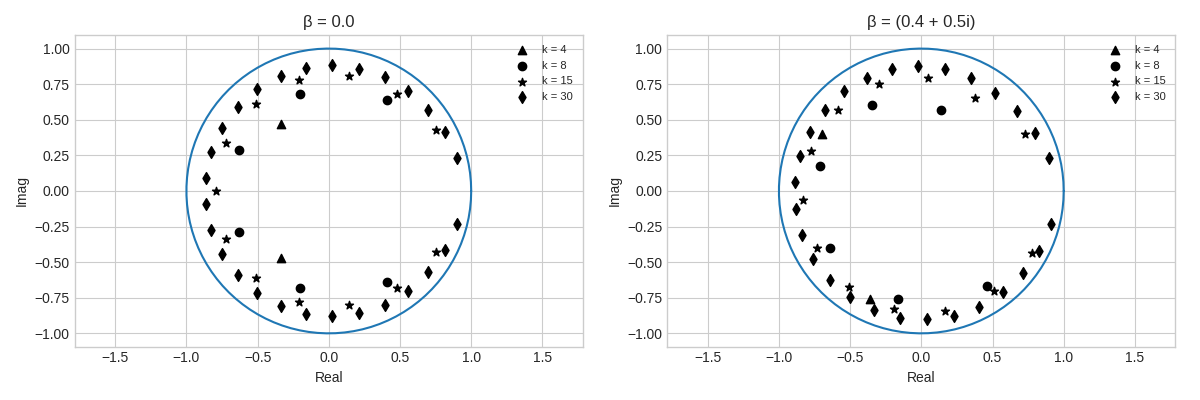 β = 0.0
1.00
0.75
0.50
0.25
0.00
−0.25
−0.50
−0.75
−1.00
Imag
−1.5
−1.0
−0.5
0.0
0.5
1.0
1.5
Real
k = 4
k = 8
k = 15
k = 30
β = (0.4 + 0.5i)
1.00
0.75
0.50
0.25
0.00
−0.25
−0.50
−0.75
−1.00
Imag
−1.5
−1.0
−0.5
0.0
0.5
1.0
1.5
Real
k = 4
k = 8
k = 15
k = 30